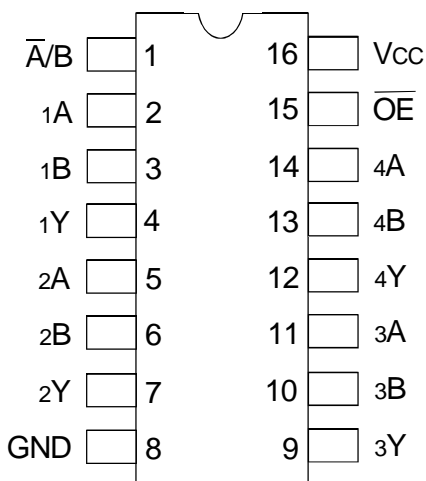 A̅/B 1 16 Vcc
1A 2 15 O̅E̅
1B 3 14 4A
1Y 4 13 4B
2A 5 12 4Y
2B 6 11 3A
2Y 7 10 3B
GND 8 9 3Y